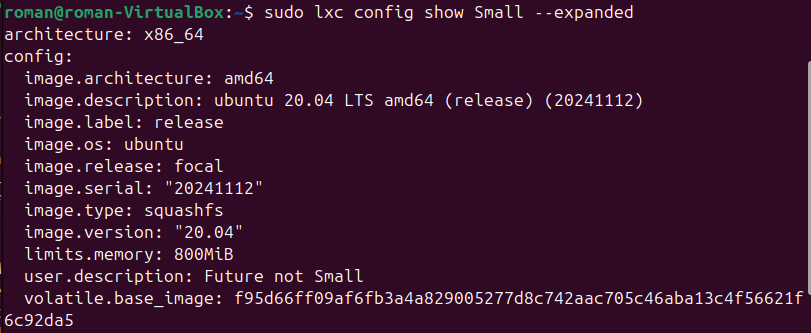 roman@roman-VirtualBox:~$ sudo lxc config show Small --expanded
architecture: x86_64
config:
  image.architecture: amd64
  image.description: ubuntu 20.04 LTS amd64 (release) (20241112)
  image.label: release
  image.os: ubuntu
  image.release: focal
  image.serial: "20241112"
  image.type: squashfs
  image.version: "20.04"
  limits.memory: 800MiB
  user.description: Future not Small
  volatile.base_image: f95d66ff09af6fb3a4a829005277d8c742aac705c46aba13c4f56621f
6c92da5